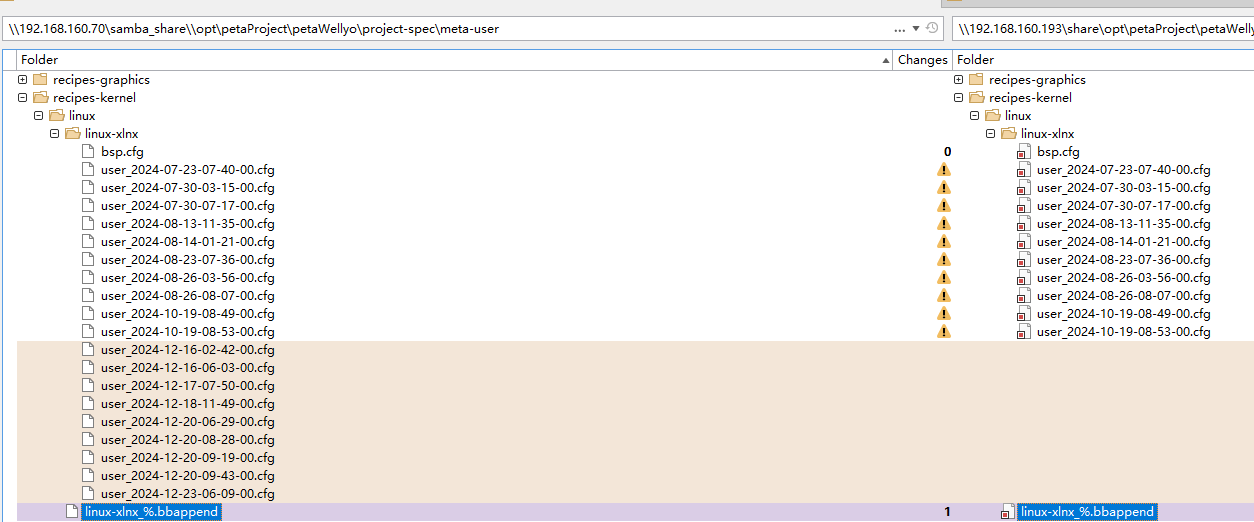 \\192.168.160.70\samba_share\\opt\petaProject\petaWellyo\project-spec\meta-user ... \\192.168.160.193\share\opt\petaProject\petaWellyo
Folder Changes Folder
recipes-graphics recipes-graphics
recipes-kernel recipes-kernel
linux linux
linux-xlnx linux-xlnx
bsp.cfg 0 bsp.cfg
user_2024-07-23-07-40-00.cfg user_2024-07-23-07-40-00.cfg
user_2024-07-30-03-15-00.cfg user_2024-07-30-03-15-00.cfg
user_2024-07-30-07-17-00.cfg user_2024-07-30-07-17-00.cfg
user_2024-08-13-11-35-00.cfg user_2024-08-13-11-35-00.cfg
user_2024-08-14-01-21-00.cfg user_2024-08-14-01-21-00.cfg
user_2024-08-23-07-36-00.cfg user_2024-08-23-07-36-00.cfg
user_2024-08-26-03-56-00.cfg user_2024-08-26-03-56-00.cfg
user_2024-08-26-08-07-00.cfg user_2024-08-26-08-07-00.cfg
user_2024-10-19-08-49-00.cfg user_2024-10-19-08-49-00.cfg
user_2024-10-19-08-53-00.cfg user_2024-10-19-08-53-00.cfg
user_2024-12-16-02-42-00.cfg
user_2024-12-16-06-03-00.cfg
user_2024-12-17-07-50-00.cfg
user_2024-12-18-11-49-00.cfg
user_2024-12-20-06-29-00.cfg
user_2024-12-20-08-28-00.cfg
user_2024-12-20-09-19-00.cfg
user_2024-12-20-09-43-00.cfg
user_2024-12-23-06-09-00.cfg
linux-xlnx_%.bbappend 1 linux-xlnx_%.bbappend